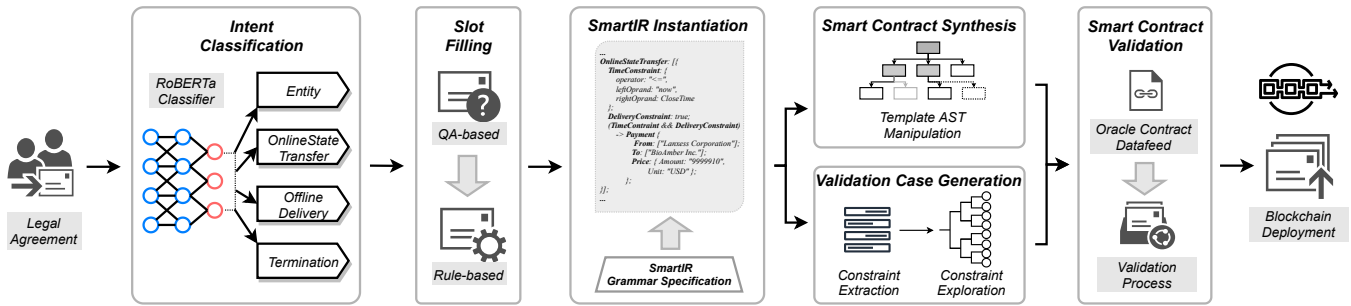 Legal
Agreement
Intent
Classification
RoBERTa
Classifier
Entity
OnlineState
Transfer
Offline
Delivery
Termination
Slot
Filling
?
QA-based
Rule-based
SmartIR Instantiation
...
OnlineStateTransfer: [{
TimeConstraint: {
operator: "<=",
leftOprand: "now",
rightOprand: CloseTime
};
DeliveryConstraint: true;
(TimeContraint && DeliveryConstraint)
-> Payment {
From: ["Lanxess Corporation"];
To: ["BioAmber Inc."];
Price: { Amount: "9999910",
Unit: "USD" };
};
}];
...
SmartIR
Grammar Specification
Smart Contract Synthesis
Template AST
Manipulation
Validation Case Generation
Constraint
Extraction
Constraint
Exploration
Smart Contract
Validation
Oracle Contract
Datafeed
Validation
Process
Blockchain
Deployment